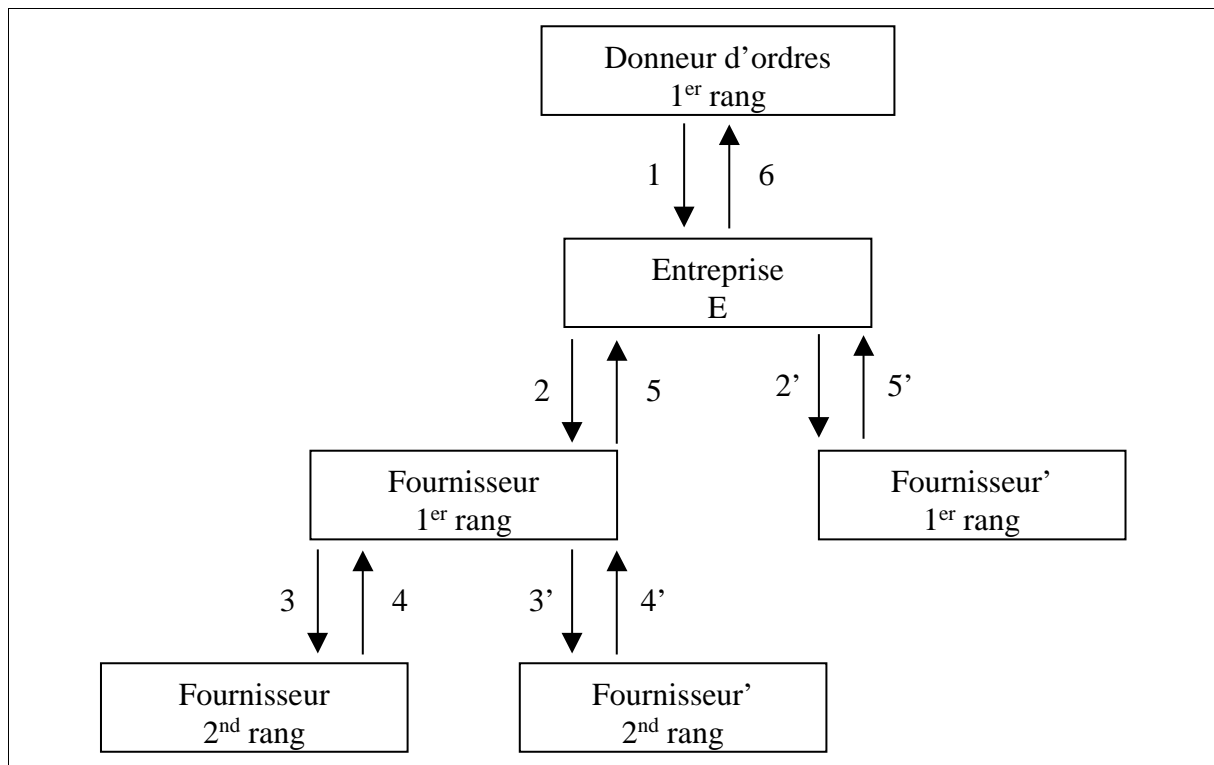 Donneur d’ordres
1er rang
1
6
Entreprise
E
2
5
2’
5’
Fournisseur
1er rang
Fournisseur’
1er rang
3
4
3’
4’
Fournisseur
2nd rang
Fournisseur’
2nd rang